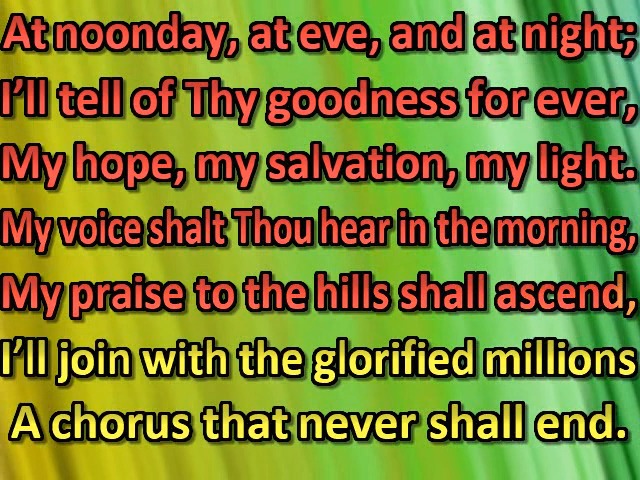 At noonday, at eve, and at night;
I’ll tell of Thy goodness for ever,
My hope, my salvation, my light.
My voice shalt Thou hear in the morning,
My praise to the hills shall ascend,
I’ll join with the glorified millions
A chorus that never shall end.